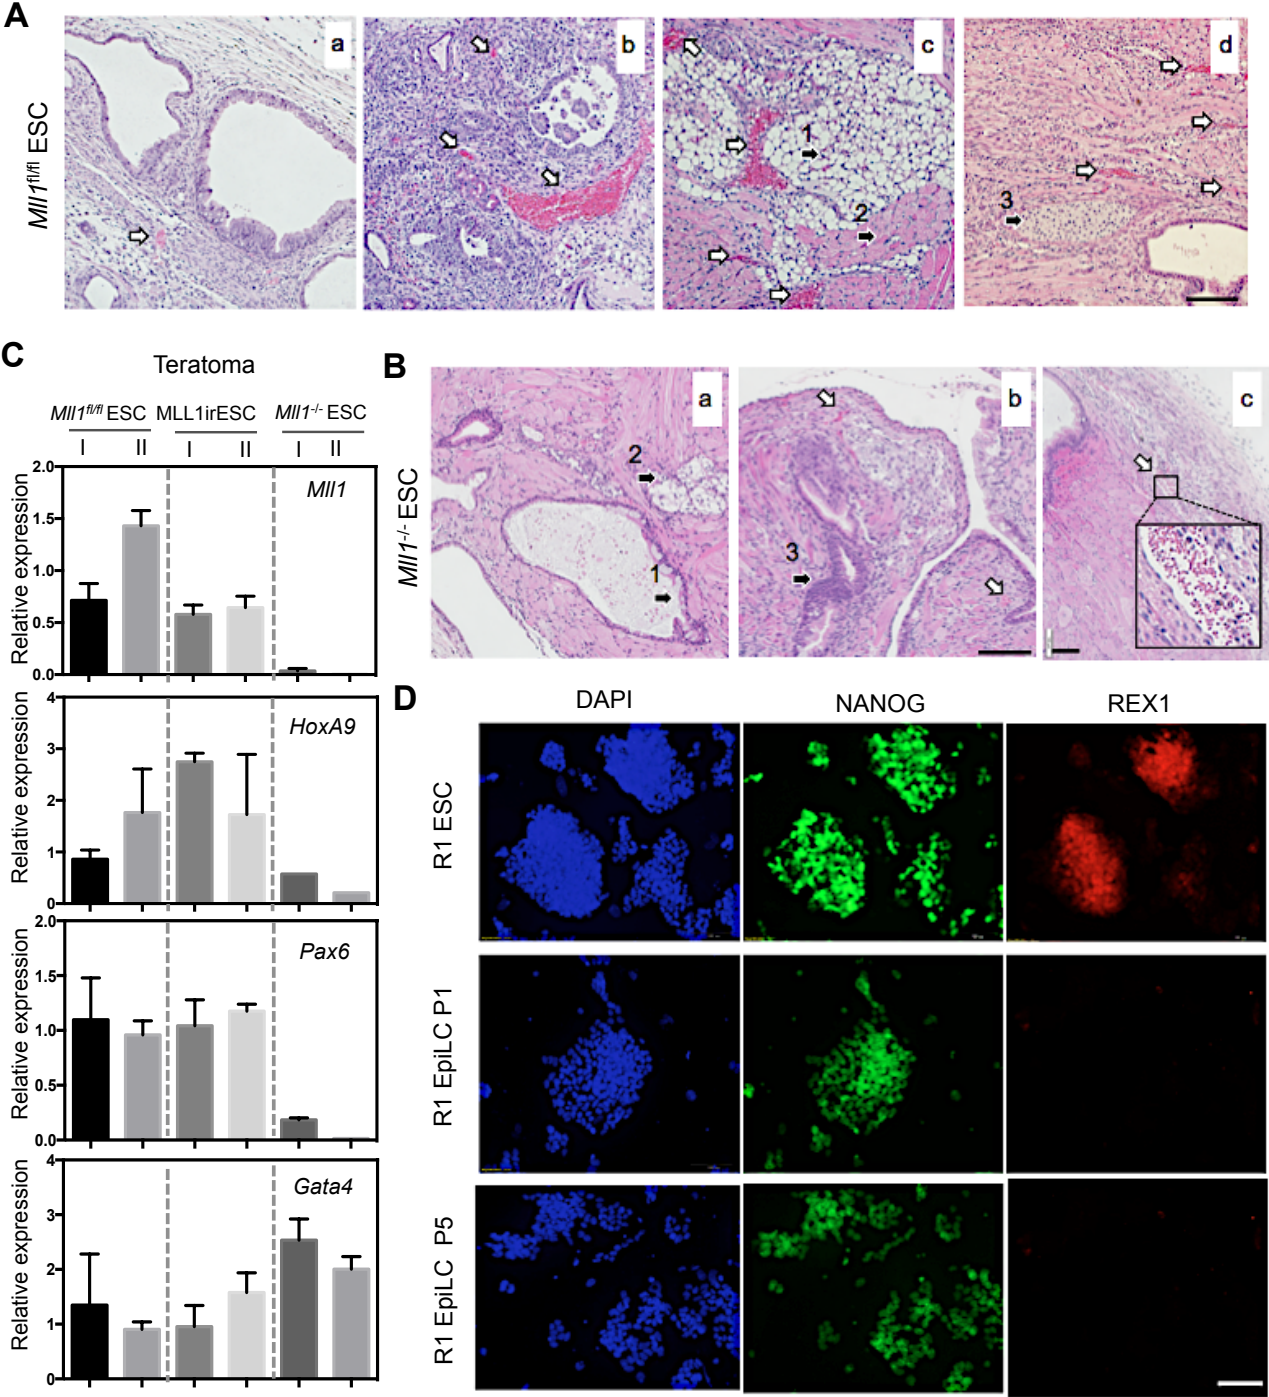 A
Mll1fl/fl ESC
a
b
c
d
1
2
3
C
Teratoma
Mll1fl/fl ESC MLL1irESC Mll1-/- ESC
I II I II I II
Relative expression
2.0
1.5
1.0
0.5
0.0
Mll1
Relative expression
4
3
2
1
0
HoxA9
Relative expression
2.0
1.5
1.0
0.5
0.0
Pax6
Relative expression
4
3
2
1
0
Gata4
B
Mll1-/- ESC
a
b
c
1
2
3
D
DAPI NANOG REX1
R1 ESC
R1 EpiLC P1
R1 EpiLC P5